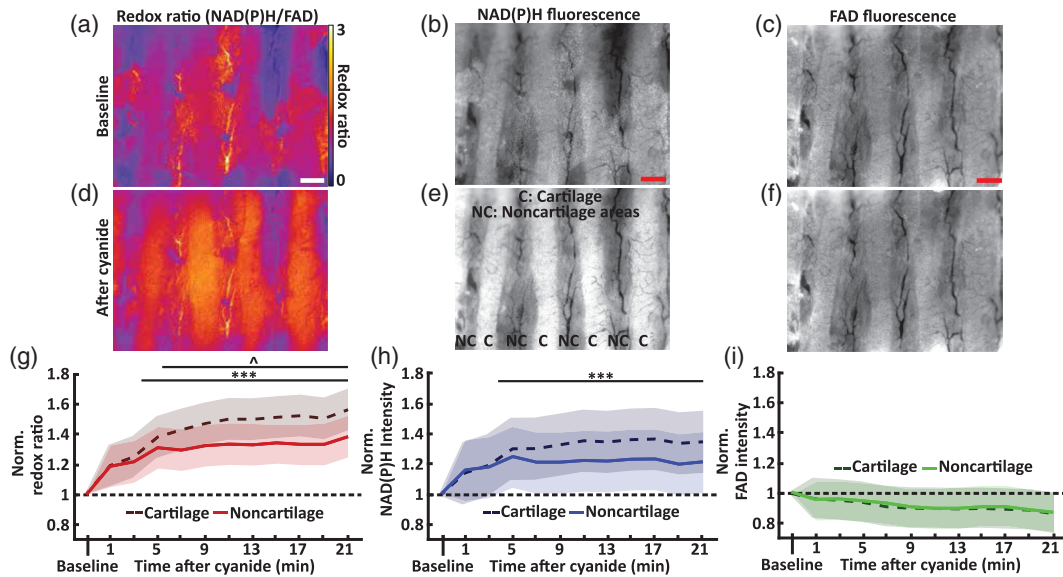 Redox ratio (NAD(P)H/FAD)
NAD(P)H fluorescence
FAD fluorescence
(a)
(b)
(c)
Baseline
3
Redox ratio
0
(d)
(e)
(f)
After cyanide
C: Cartilage
NC: Noncartilage areas
NC C NC C NC C NC C
(g)
^
***
Norm.
redox ratio
1.8
1.6
1.4
1.2
1
0.8
Cartilage Noncartilage
1 5 9 13 17 21
Baseline Time after cyanide (min)
(h)
***
Norm.
NAD(P)H Intensity
1.8
1.6
1.4
1.2
1
0.8
Cartilage Noncartilage
1 5 9 13 17 21
Baseline Time after cyanide (min)
(i)
Norm.
FAD intensity
1.8
1.6
1.4
1.2
1
0.8
Cartilage Noncartilage
1 5 9 13 17 21
Baseline Time after cyanide (min)